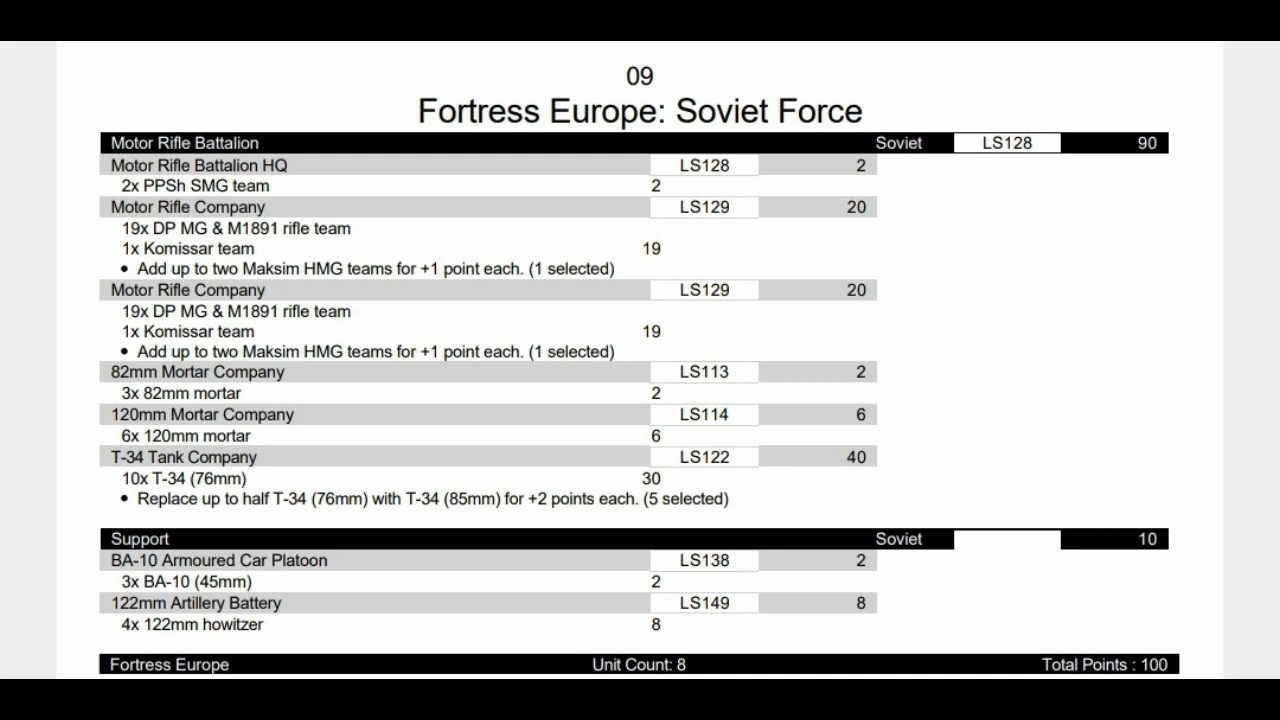 09
Fortress Europe: Soviet Force
Motor Rifle Battalion Soviet LS128 90
Motor Rifle Battalion HQ LS128 2
2x PPSh SMG team 2
Motor Rifle Company LS129 20
19x DP MG & M1891 rifle team
1x Komissar team 19
• Add up to two Maksim HMG teams for +1 point each. (1 selected)
Motor Rifle Company LS129 20
19x DP MG & M1891 rifle team
1x Komissar team 19
• Add up to two Maksim HMG teams for +1 point each. (1 selected)
82mm Mortar Company LS113 2
3x 82mm mortar 2
120mm Mortar Company LS114 6
6x 120mm mortar 6
T-34 Tank Company LS122 40
10x T-34 (76mm) 30
• Replace up to half T-34 (76mm) with T-34 (85mm) for +2 points each. (5 selected)
Support Soviet 10
BA-10 Armoured Car Platoon LS138 2
3x BA-10 (45mm) 2
122mm Artillery Battery LS149 8
4x 122mm howitzer 8
Fortress Europe Unit Count: 8 Total Points : 100